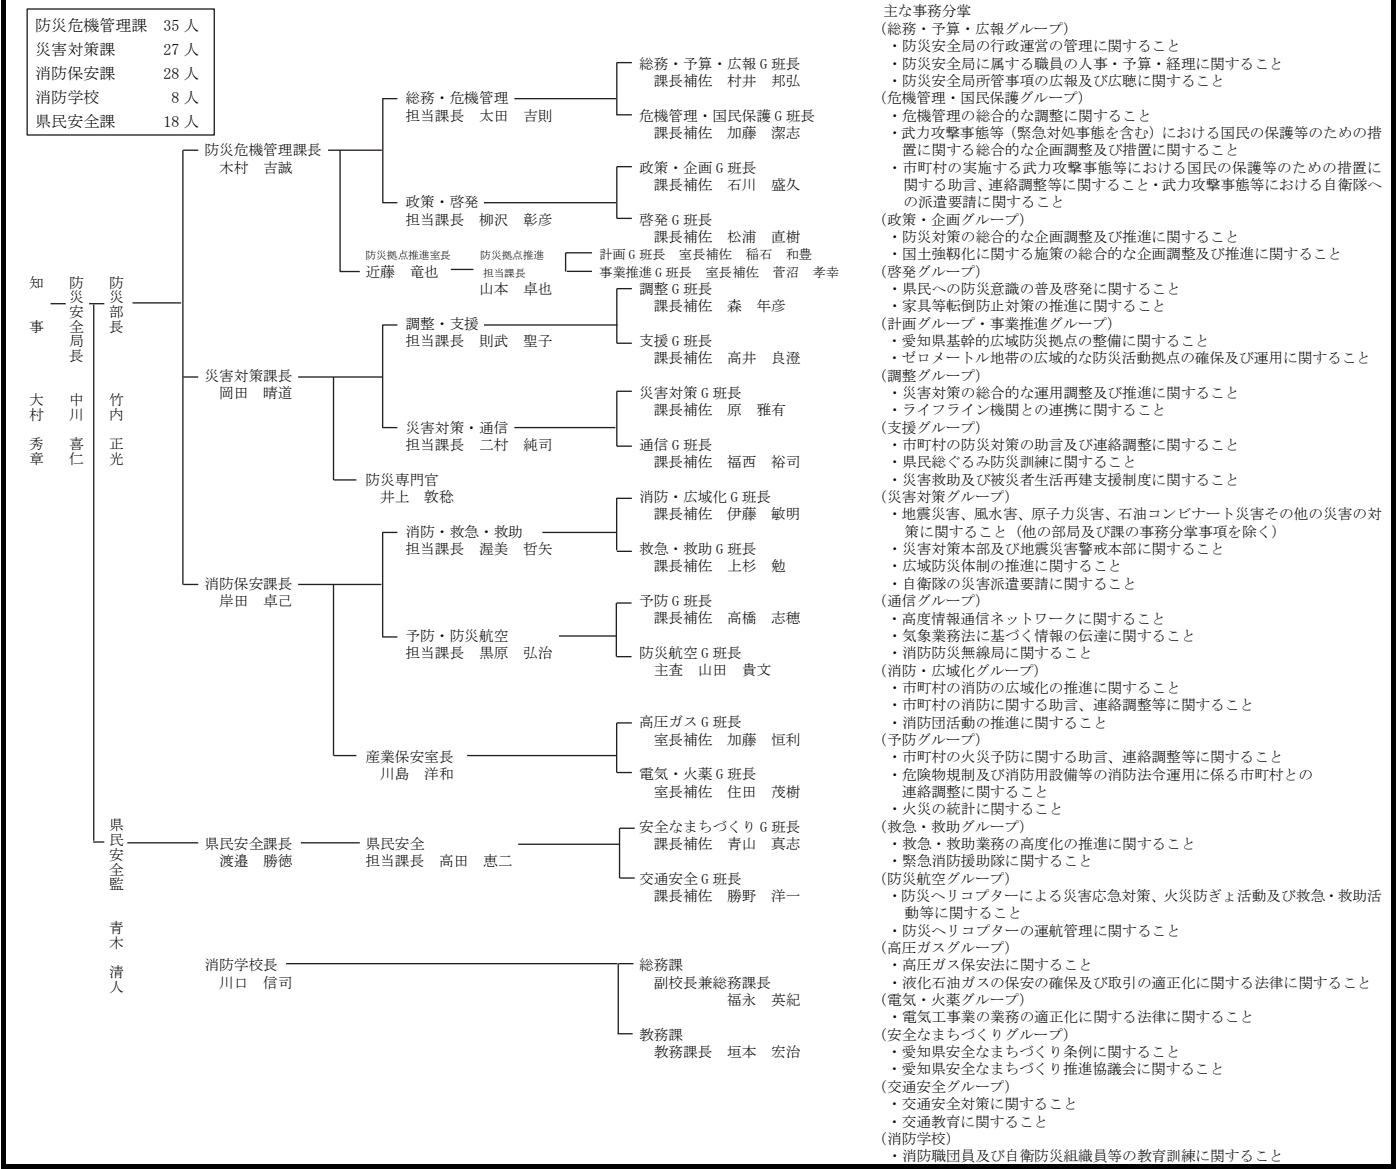 防災危機管理課 35 人
災害対策課 27 人
消防保安課 28 人
消防学校 8 人
県民安全課 18 人
知事 大村 秀章
防災安全局長 中川 喜仁
防災部長 竹内 正光
県民安全監 青木 清人
防災危機管理課長
木村 吉誠
総務・危機管理
担当課長 太田 吉則
総務・予算・広報 G 班長
課長補佐 村井 邦弘
危機管理・国民保護 G 班長
課長補佐 加藤 潔志
政策・啓発
担当課長 柳沢 彰彦
政策・企画 G 班長
課長補佐 石川 盛久
啓発 G 班長
課長補佐 松浦 直樹
防災拠点推進室長
近藤 竜也
防災拠点推進
担当課長
山本 卓也
計画 G 班長 室長補佐 稲石 和豊
事業推進 G 班長 室長補佐 菅沼 孝幸
災害対策課長
岡田 晴道
調整・支援
担当課長 則武 聖子
調整 G 班長
課長補佐 森 年彦
支援 G 班長
課長補佐 高井 良澄
災害対策・通信
担当課長 二村 純司
災害対策 G 班長
課長補佐 原 雅有
通信 G 班長
課長補佐 福西 裕司
防災専門官
井上 敦稔
消防保安課長
岸田 卓己
消防・救急・救助
担当課長 渥美 哲矢
消防・広域化 G 班長
課長補佐 伊藤 敏明
救急・救助 G 班長
課長補佐 上杉 勉
予防・防災航空
担当課長 黒原 弘治
予防 G 班長
課長補佐 高橋 志穂
防災航空 G 班長
主査 山田 貴文
産業保安室長
川島 洋和
高圧ガス G 班長
室長補佐 加藤 恒利
電気・火薬 G 班長
室長補佐 住田 茂樹
県民安全課長
渡邉 勝徳
県民安全
担当課長 高田 恵二
安全なまちづくり G 班長
課長補佐 青山 真志
交通安全 G 班長
課長補佐 勝野 洋一
消防学校長
川口 信司
総務課
副校長兼総務課長
福永 英紀
教務課
教務課長 垣本 宏治
主な事務分掌
(総務・予算・広報グループ)
・防災安全局の行政運営の管理に関すること
・防災安全局に属する職員の人事・予算・経理に関すること
・防災安全局所管事項の広報及び広聴に関すること
(危機管理・国民保護グループ)
・危機管理の総合的な調整に関すること
・武力攻撃事態等（緊急対処事態を含む）における国民の保護等のための措
置に関する総合的な企画調整及び措置に関すること
・市町村の実施する武力攻撃事態等における国民の保護等のための措置に
関する助言、連絡調整等に関すること・武力攻撃事態等における自衛隊へ
の派遣要請に関すること
(政策・企画グループ)
・防災対策の総合的な企画調整及び推進に関すること
・国土強靱化に関する施策の総合的な企画調整及び推進に関すること
(啓発グループ)
・県民への防災意識の普及啓発に関すること
・家具等転倒防止対策の推進に関すること
(計画グループ・事業推進グループ)
・愛知県基幹的広域防災拠点の整備に関すること
・ゼロメートル地帯の広域的な防災活動拠点の確保及び運用に関すること
(調整グループ)
・災害対策の総合的な運用調整及び推進に関すること
・ライフライン機関との連携に関すること
(支援グループ)
・市町村の防災対策の助言及び連絡調整に関すること
・県民総ぐるみ防災訓練に関すること
・災害救助及び被災者生活再建支援制度に関すること
(災害対策グループ)
・地震災害、風水害、原子力災害、石油コンビナート災害その他の災害の対
策に関すること（他の部局及び課の事務分掌事項を除く）
・災害対策本部及び地震災害警戒本部に関すること
・広域防災体制の推進に関すること
・自衛隊の災害派遣要請に関すること
(通信グループ)
・高度情報通信ネットワークに関すること
・気象業務法に基づく情報の伝達に関すること
・消防防災無線局に関すること
(消防・広域化グループ)
・市町村の消防の広域化の推進に関すること
・市町村の消防に関する助言、連絡調整等に関すること
・消防団活動の推進に関すること
(予防グループ)
・市町村の火災予防に関する助言、連絡調整等に関すること
・危険物規制及び消防用設備等の消防法令運用に係る市町村との
連絡調整に関すること
・火災の統計に関すること
(救急・救助グループ)
・救急・救助業務の高度化の推進に関すること
・緊急消防援助隊に関すること
(防災航空グループ)
・防災ヘリコプターによる災害応急対策、火災防ぎょ活動及び救急・救助活
動等に関すること
・防災ヘリコプターの運航管理に関すること
(高圧ガスグループ)
・高圧ガス保安法に関すること
・液化石油ガスの保安の確保及び取引の適正化に関する法律に関すること
(電気・火薬グループ)
・電気工事業の業務の適正化に関する法律に関すること
(安全なまちづくりグループ)
・愛知県安全なまちづくり条例に関すること
・愛知県安全なまちづくり推進協議会に関すること
(交通安全グループ)
・交通安全対策に関すること
・交通教育に関すること
(消防学校)
・消防職団員及び自衛防災組織員等の教育訓練に関すること